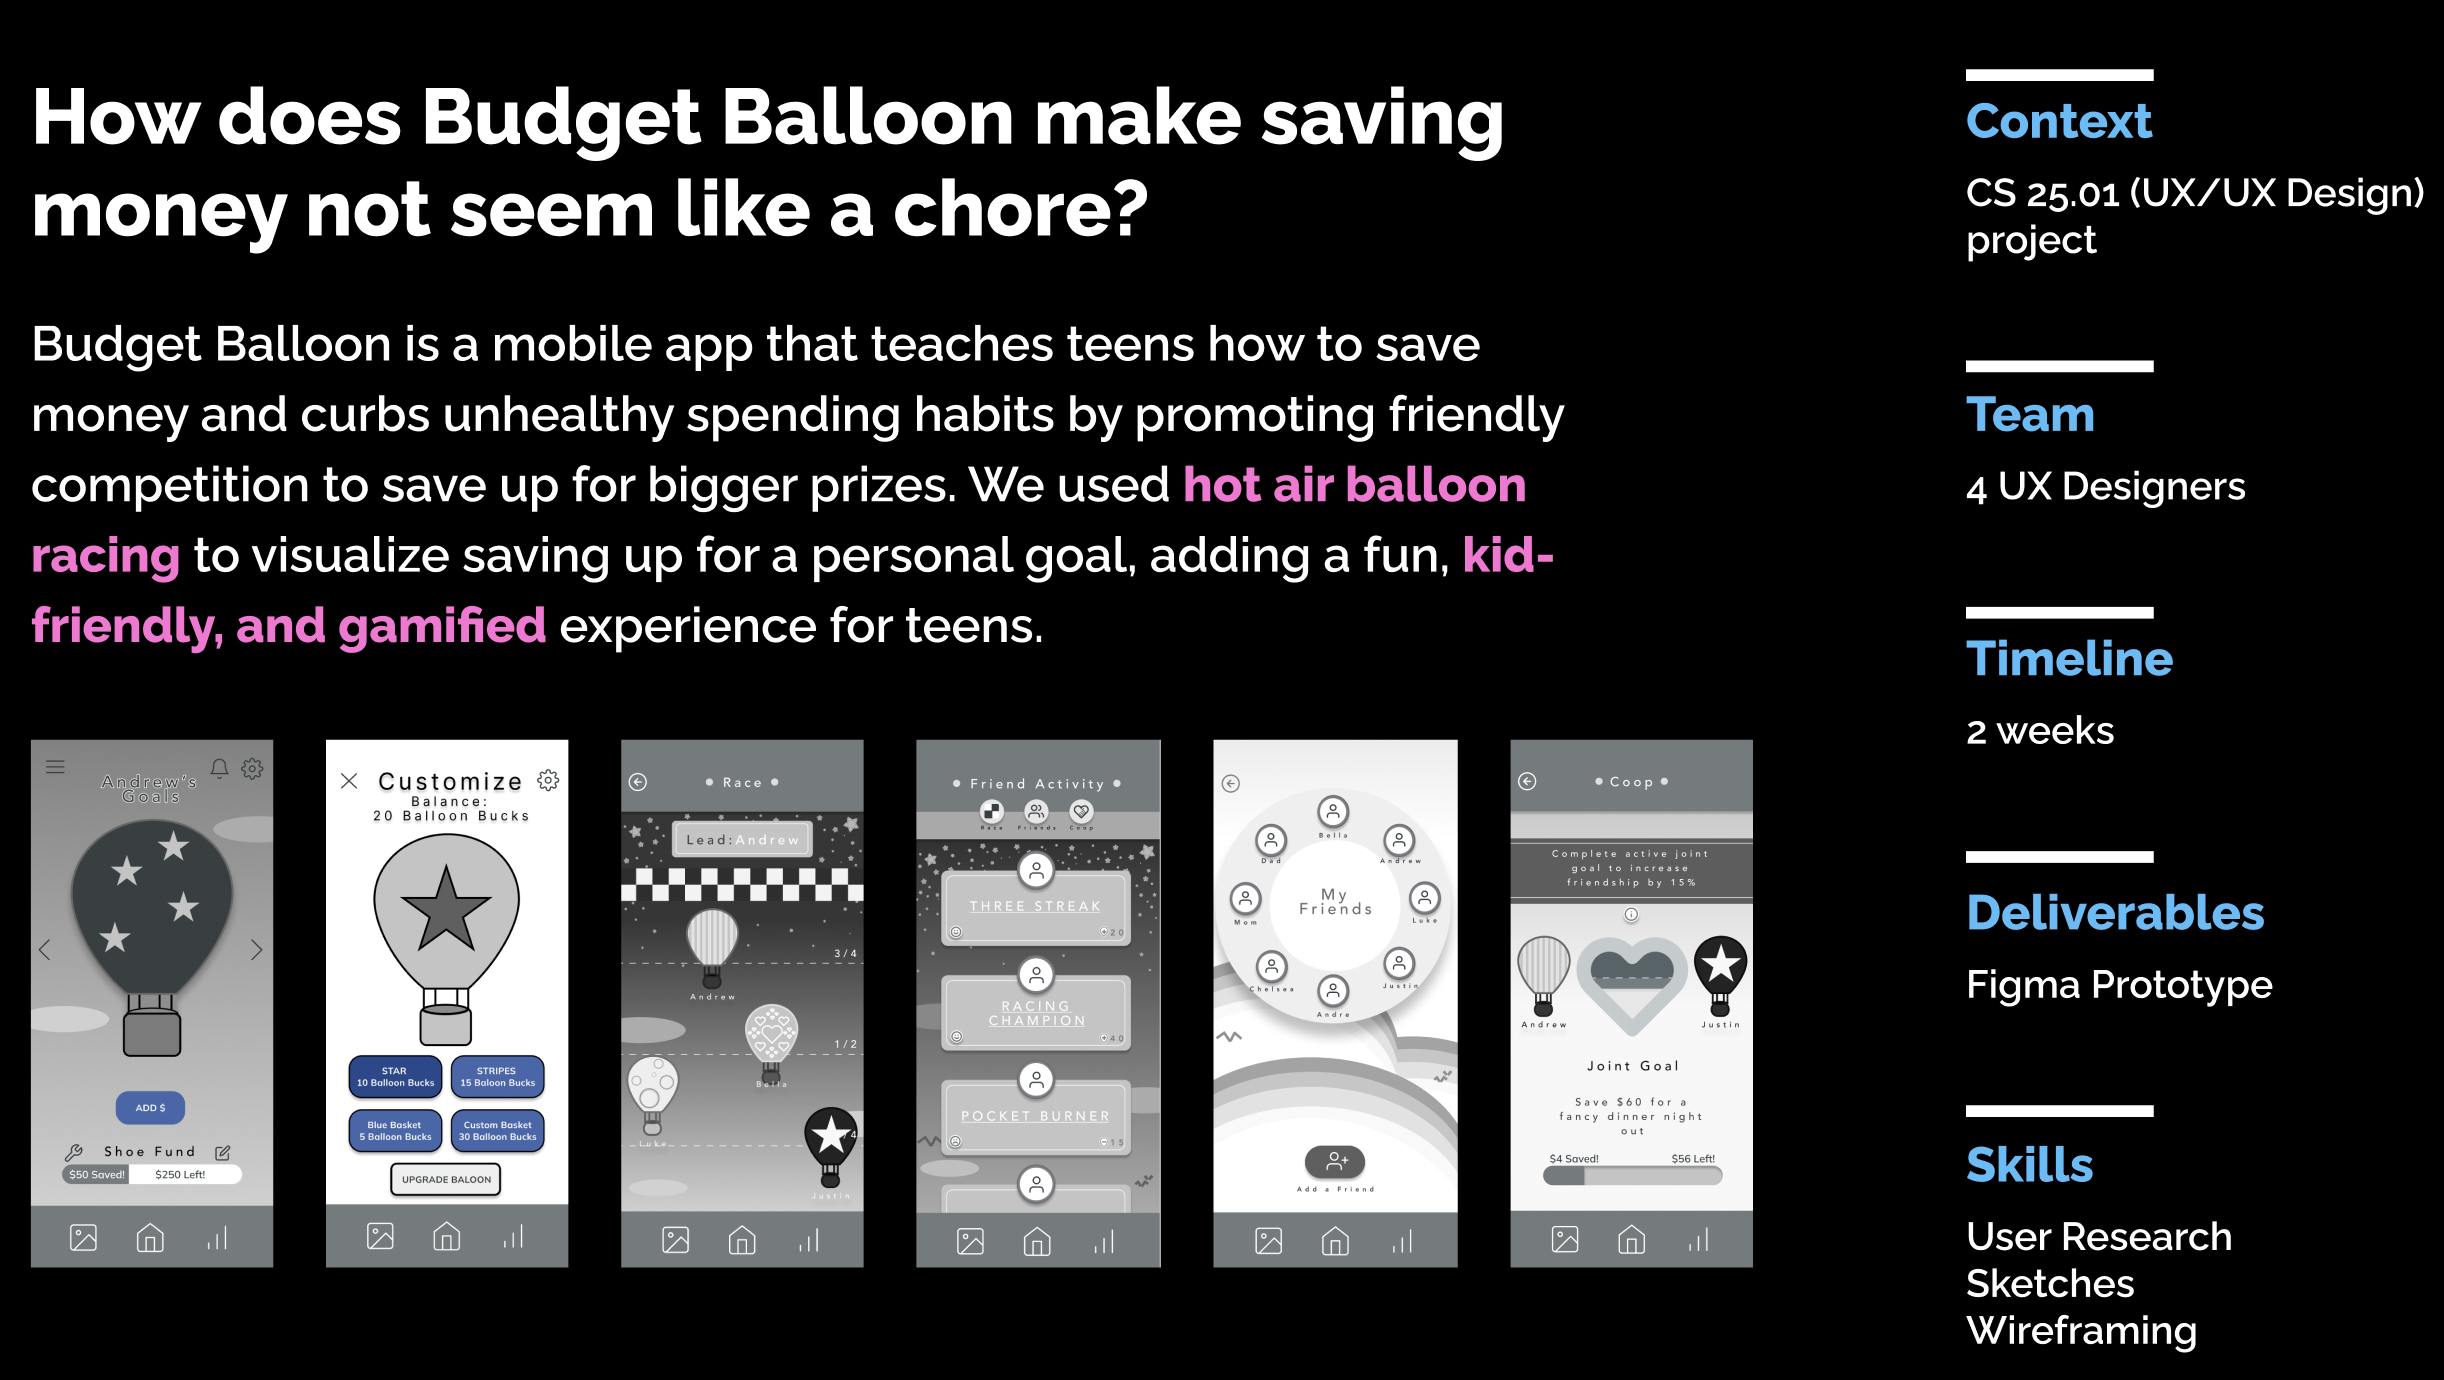 How does Budget Balloon make saving
money not seem like a chore?
Budget Balloon is a mobile app that teaches teens how to save
money and curbs unhealthy spending habits by promoting friendly
competition to save up for bigger prizes. We used hot air balloon
racing to visualize saving up for a personal goal, adding a fun, kid-
friendly, and gamified experience for teens.
Andrew's
Goals
ADD $
Shoe Fund
$50 Saved!
$250 Left!
Customize
Balance:
20 Balloon Bucks
STAR
10 Balloon Bucks
STRIPES
15 Baloon Bucks
Blue Basket
5 Balloon Bucks
Custom Basket
30 Balloon Bucks
UPGRADE BALOON
• Race •
Lead:Andrew
3/4
Andrew
1/2
Bella
Luke
/4
Justin
• Friend Activity •
Race
Friends
Coop
THREE STREAK
20
RACING
CHAMPION
40
POCKET BURNER
15
Bella
Dad
Andrew
My
Friends
Mom
Luke
Chelsea
Justin
Andre
Add a Friend
• Coop •
Complete active joint
goal to increase
friendship by 15%
Andrew
Justin
Joint Goal
Save $60 for a
fancy dinner night
out
$4 Saved!
$56 Left!
Context
CS 25.01 (UX/UX Design)
project
Team
4 UX Designers
Timeline
2 weeks
Deliverables
Figma Prototype
Skills
User Research
Sketches
Wireframing